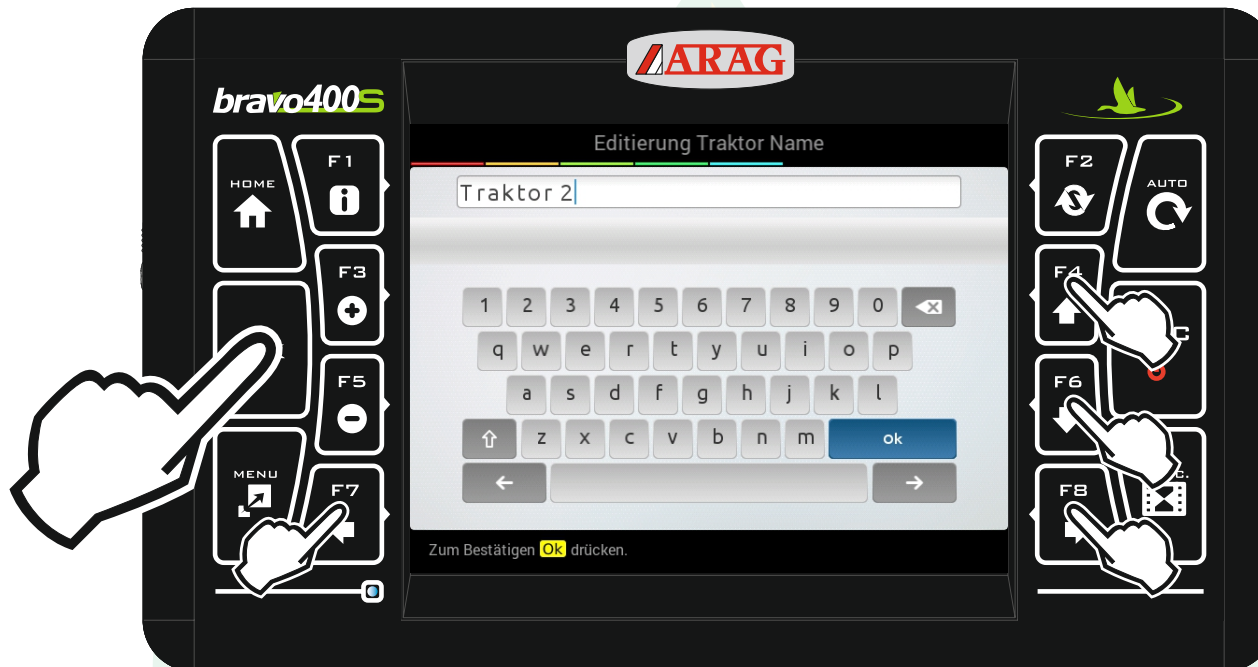 ARAG
bravo400S
HOME
F1
F3
F5
MENU
F7
Editierung Traktor Name
Traktor 2
1 2 3 4 5 6 7 8 9 0
q w e r t y u i o p
a s d f g h j k l
z x c v b n m ok
Zum Bestätigen Ok drücken.
F2
AUTO
F4
F6
F8